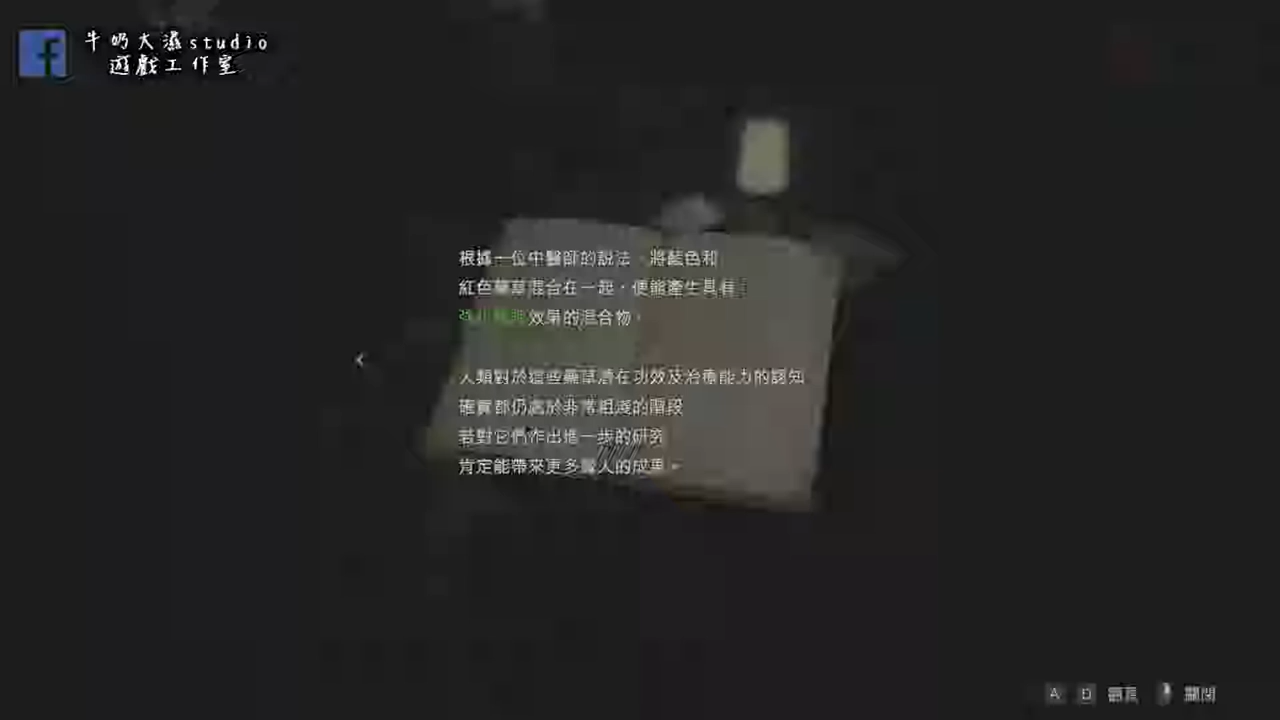 牛奶大濕studio
遊戲工作室
根據一位中醫師的說法，將藍色和
紅色藥草混合在一起，便能產生具有
效果的混合物。
人類對於這些藥草潛在功效及治療能力的認知
確實都仍處於非常粗淺的階段
若對它們作出進一步的研究
肯定能帶來更多驚人的成果。
A D 翻頁 關閉